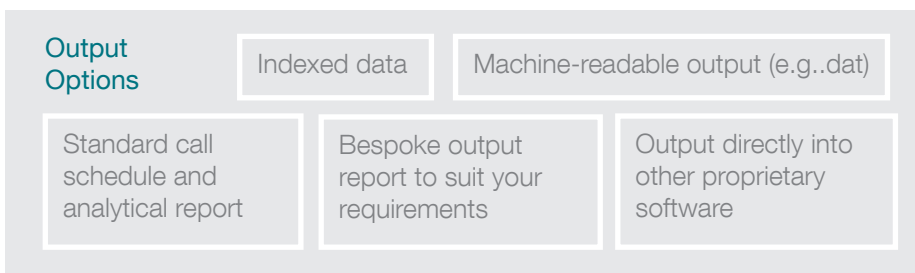 Output
Options
Indexed data
Machine-readable output (e.g..dat)
Standard call
schedule and
analytical report
Bespoke output
report to suit your
requirements
Output directly into
other proprietary
software